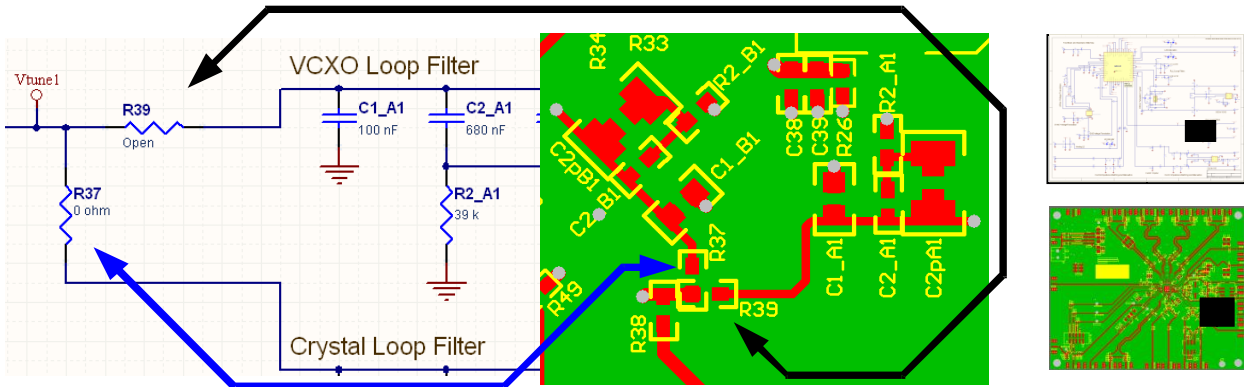 Vtune1
VCXO Loop Filter
R39
Open
C1_A1
100 nF
C2_A1
680 nF
R37
0 ohm
R2_A1
39 k
Crystal Loop Filter
R34
R33
R2_B1
C2pB1
C2_B1
C1_B1
R37
R49
R38
R39
C38
C39
R26
R2_A1
C1_A1
C2_A1
C2pA1